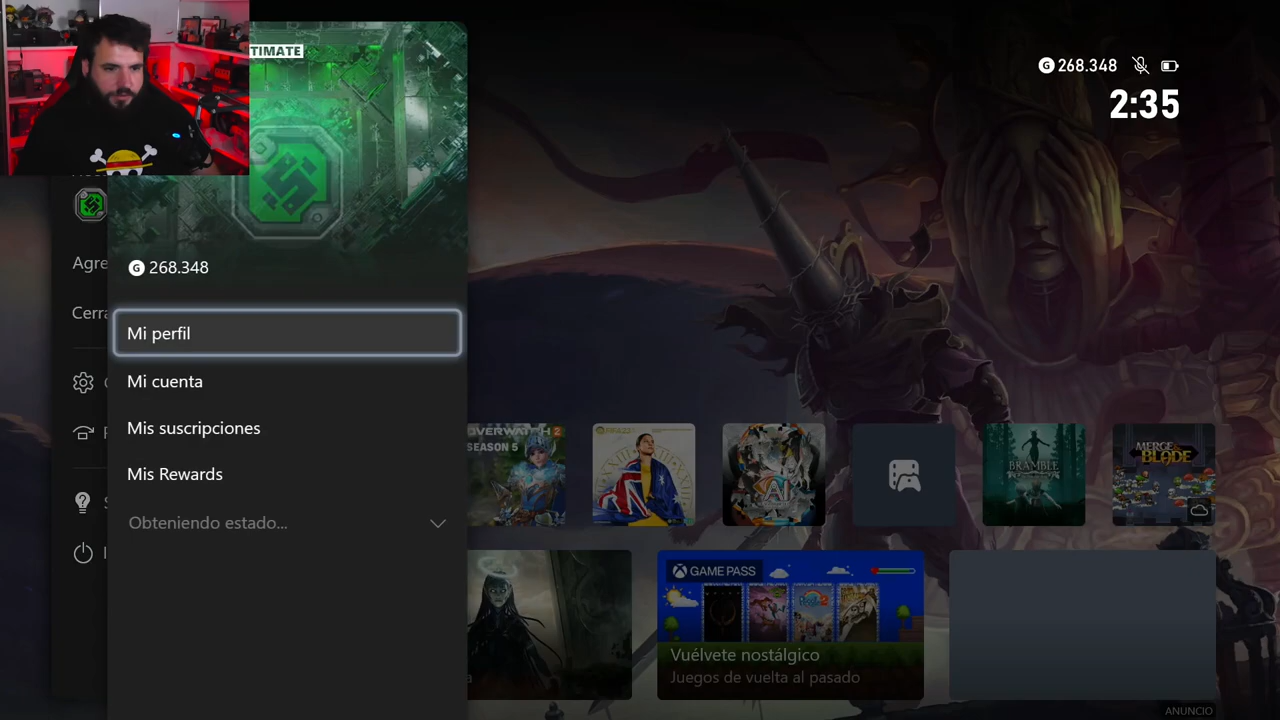 TIMATE
268.348
2:35
268.348
Agre
Cerra
Mi perfil
Mi cuenta
Mis suscripciones
Mis Rewards
Obteniendo estado...
OVERWATCH 2
SEASON 5
AI
BRAMBLE
MERGE
BLADE
GAME PASS
Vuélvete nostálgico
Juegos de vuelta al pasado
ANUNCIO